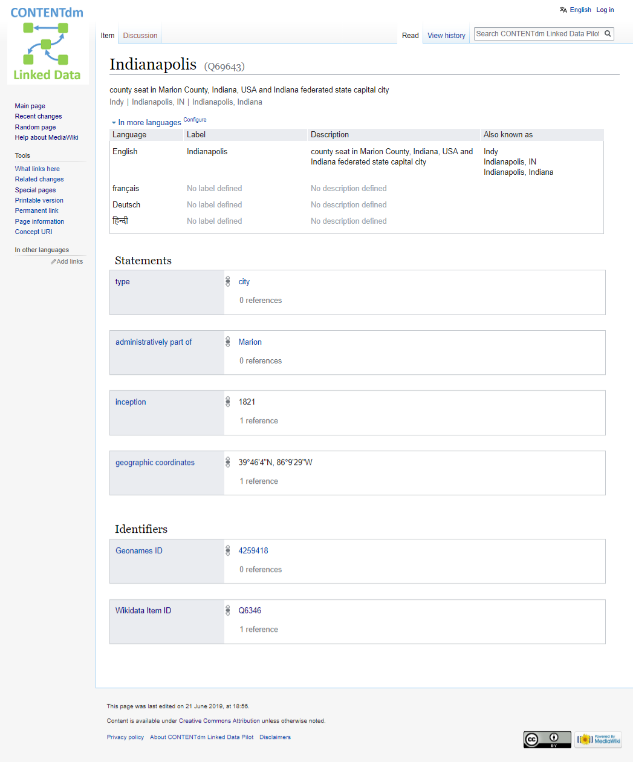 CONTENTdm
Linked Data
English Log in
Item Discussion
Read View history Search CONTENTdm Linked Data Pilot
Indianapolis (Q69643)
county seat in Marion County, Indiana, USA and Indiana federated state capital city
Indy | Indianapolis, IN | Indianapolis, Indiana
In more languages Configure
Language Label Description Also known as
English Indianapolis county seat in Marion County, Indiana, USA and Indy
Indiana federated state capital city Indianapolis, IN
Indianapolis, Indiana
français No label defined No description defined
Deutsch No label defined No description defined
हिन्दी No label defined No description defined
Main page
Recent changes
Random page
Help about MediaWiki
Tools
What links here
Related changes
Special pages
Printable version
Permanent link
Page information
Concept URI
In other languages
Add links
Statements
type city
0 references
administratively part of Marion
0 references
inception 1821
1 reference
geographic coordinates 39°46'4"N, 86°9'29"W
1 reference
Identifiers
Geonames ID 4259418
0 references
Wikidata Item ID Q6346
1 reference
This page was last edited on 21 June 2019, at 18:56.
Content is available under Creative Commons Attribution unless otherwise noted.
Privacy policy About CONTENTdm Linked Data Pilot Disclaimers
cc BY
Powered By
MediaWiki